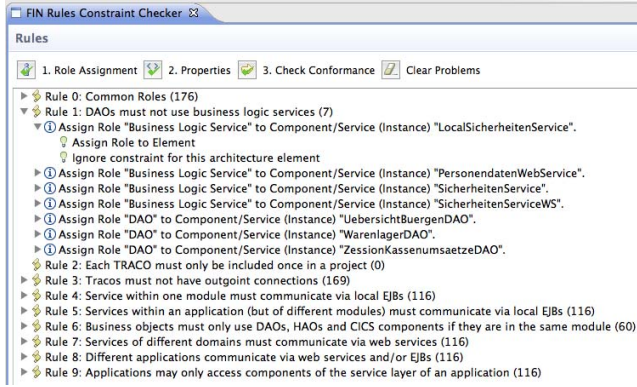 FIN Rules Constraint Checker
Rules
1. Role Assignment 2. Properties 3. Check Conformance Clear Problems
Rule 0: Common Roles (176)
Rule 1: DAOs must not use business logic services (7)
Assign Role "Business Logic Service" to Component/Service (Instance) "LocalSicherheitenService".
Assign Role to Element
Ignore constraint for this architecture element
Assign Role "Business Logic Service" to Component/Service (Instance) "PersonendatenWebService".
Assign Role "Business Logic Service" to Component/Service (Instance) "SicherheitenService".
Assign Role "Business Logic Service" to Component/Service (Instance) "SicherheitenServiceWS".
Assign Role "DAO" to Component/Service (Instance) "UebersichtBuergenDAO".
Assign Role "DAO" to Component/Service (Instance) "WarenlagerDAO".
Assign Role "DAO" to Component/Service (Instance) "ZessionKassenumsaetzeDAO".
Rule 2: Each TRACO must only be included once in a project (0)
Rule 3: Tracos must not have outgoint connections (169)
Rule 4: Service within one module must communicate via local EJBs (116)
Rule 5: Services within an application (but of different modules) must communicate via local EJBs (116)
Rule 6: Business objects must only use DAOs, HAOs and CICS components if they are in the same module (60)
Rule 7: Services of different domains must communicate via web services (116)
Rule 8: Different applications communicate via web services and/or EJBs (116)
Rule 9: Applications may only access components of the service layer of an application (116)